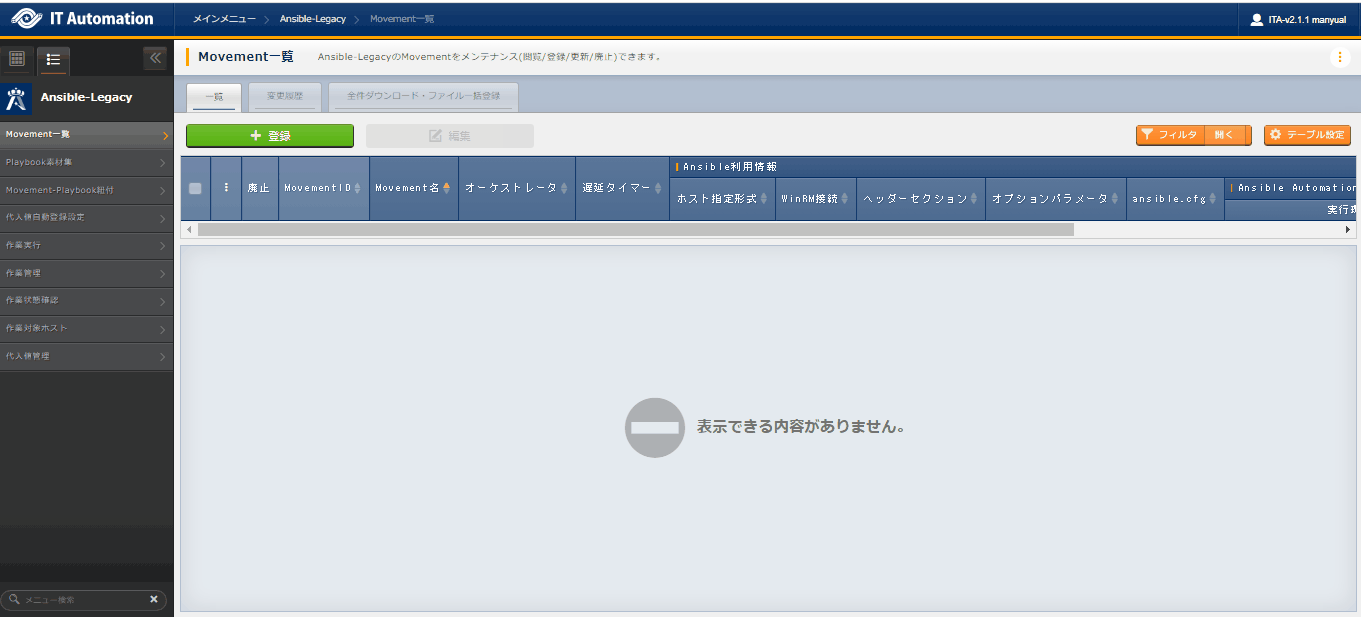 IT Automation
メインメニュー
Ansible-Legacy
Movement一覧
ITA-v2.1.1 manyual
Ansible-Legacy
Movement一覧
Playbook素材集
Movement-Playbook紐付
代入値自動登録設定
作業実行
作業管理
作業状態確認
作業対象ホスト
代入値管理
メニュー検索
Movement一覧
Ansible-LegacyのMovementをメンテナンス(閲覧/登録/更新/廃止)できます。
一覧
変更履歴
全件ダウンロード・ファイル一括登録
登録
編集
フィルタ
開く
テーブル設定
廃止
MovementID
Movement名
オーケストレータ
遅延タイマー
Ansible利用情報
ホスト指定形式
WinRM接続
ヘッダーセクション
オプションパラメータ
ansible.cfg
Ansible Automation
実行環
表示できる内容がありません。